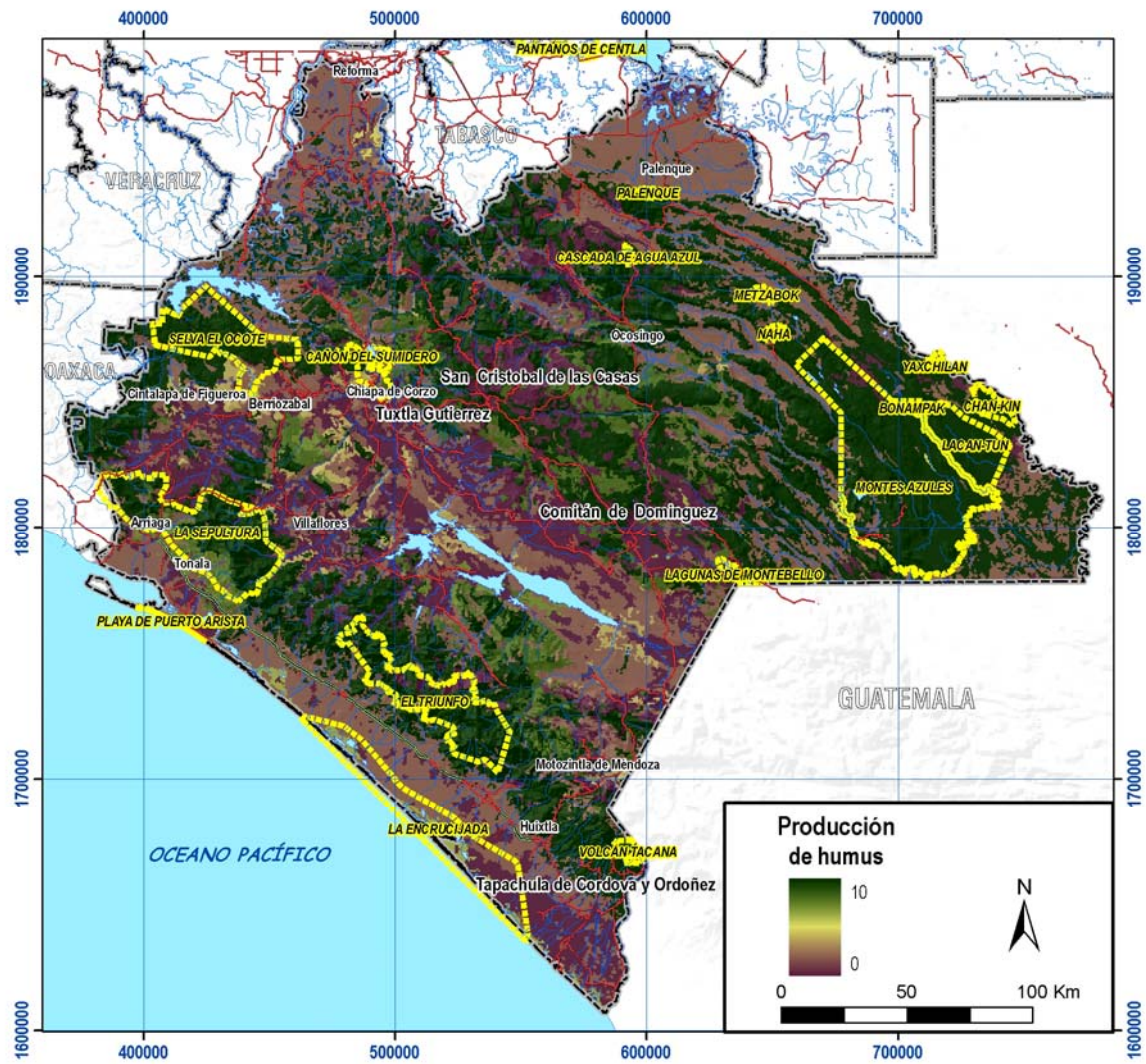 400000
500000
600000
700000
PANTANOS DE CENTLA
Reforma
TABASCO
VERACRUZ
Palenque
PALENQUE
CASCADA DE AGUA AZUL
1900000
1900000
METZABOK
SELVA EL OCOTE
Ocosingo
NAHA
CAÑON DEL SUMIDERO
YAXCHILAN
OAXACA
San Cristobal de las Casas
Cintalapa de Figueroa
Chiapa de Corzo
Berriozabal
Tuxtla Gutierrez
BONAMPAK
CHAN-KIN
LACAN-TUN
MONTES AZULES
Comitán de Domínguez
Arriaga
Villaflores
LA SEPULTURA
1800000
1800000
Tonala
LAGUNAS DE MONTEBELLO
PLAYA DE PUERTO ARISTA
EL TRIUNFO
GUATEMALA
Motozintla de Mendoza
1700000
1700000
LA ENCRUCIJADA
Huixtla
OCEANO PACÍFICO
VOLCAN TACANA
Tapachula de Cordova y Ordoñez
Producción
de humus
10
0
N
0 50 100 Km
1600000
1600000
400000
500000
600000
700000